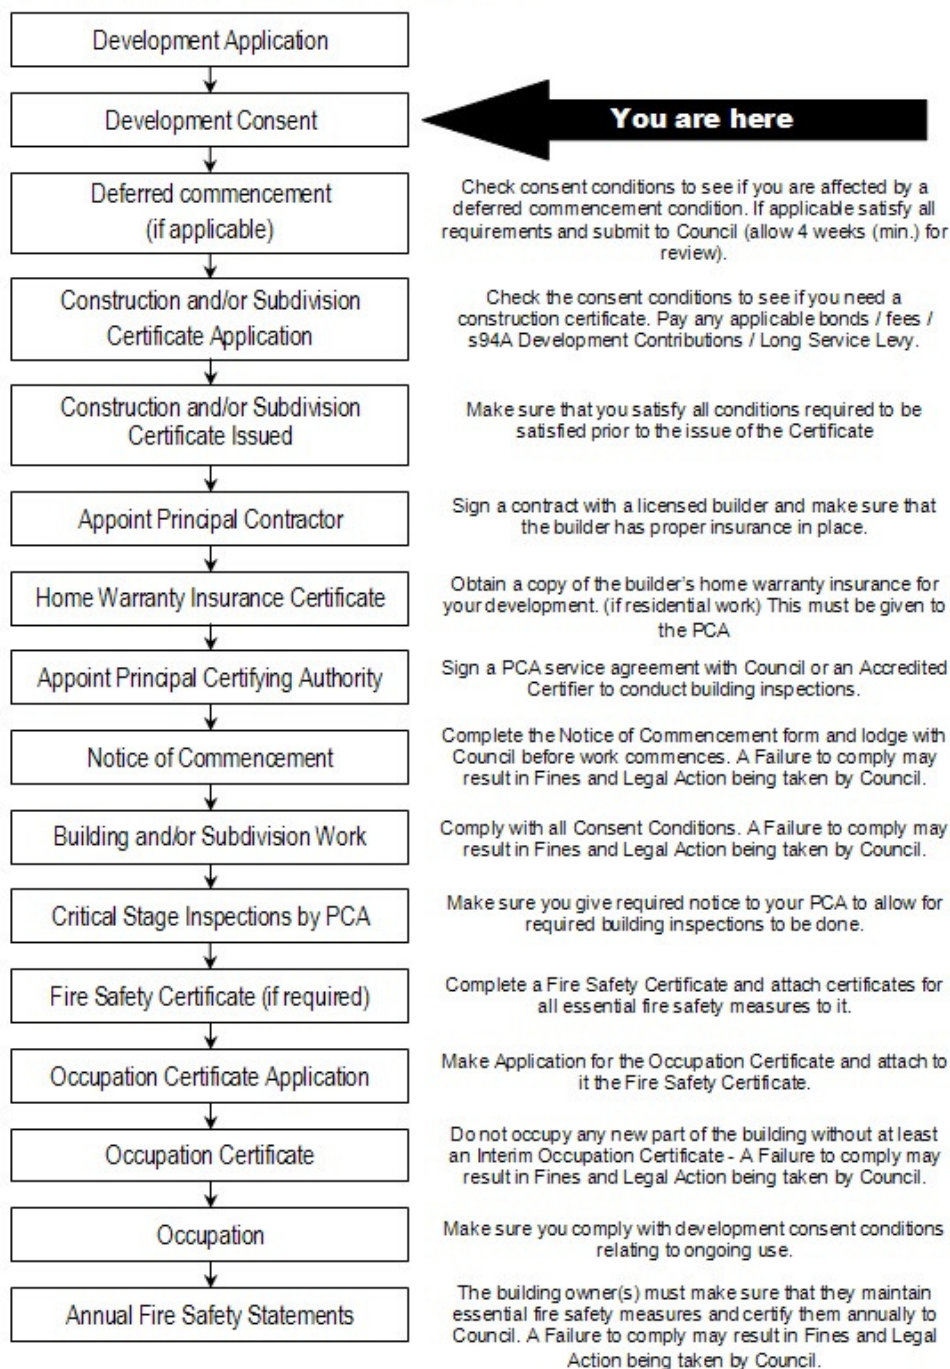 Development Application
Development Consent
You are here
Deferred commencement
(if applicable)
Check consent conditions to see if you are affected by a
deferred commencement condition. If applicable satisfy all
requirements and submit to Council (allow 4 weeks (min.) for
review).
Construction and/or Subdivision
Certificate Application
Check the consent conditions to see if you need a
construction certificate. Pay any applicable bonds / fees /
s94A Development Contributions / Long Service Levy.
Construction and/or Subdivision
Certificate Issued
Make sure that you satisfy all conditions required to be
satisfied prior to the issue of the Certificate
Appoint Principal Contractor
Sign a contract with a licensed builder and make sure that
the builder has proper insurance in place.
Home Warranty Insurance Certificate
Obtain a copy of the builder's home warranty insurance for
your development. (if residential work) This must be given to
the PCA
Appoint Principal Certifying Authority
Sign a PCA service agreement with Council or an Accredited
Certifier to conduct building inspections.
Notice of Commencement
Complete the Notice of Commencement form and lodge with
Council before work commences. A Failure to comply may
result in Fines and Legal Action being taken by Council.
Building and/or Subdivision Work
Comply with all Consent Conditions. A Failure to comply may
result in Fines and Legal Action being taken by Council.
Critical Stage Inspections by PCA
Make sure you give required notice to your PCA to allow for
required building inspections to be done.
Fire Safety Certificate (if required)
Complete a Fire Safety Certificate and attach certificates for
all essential fire safety measures to it.
Occupation Certificate Application
Make Application for the Occupation Certificate and attach to
it the Fire Safety Certificate.
Occupation Certificate
Do not occupy any new part of the building without at least
an Interim Occupation Certificate - A Failure to comply may
result in Fines and Legal Action being taken by Council.
Occupation
Make sure you comply with development consent conditions
relating to ongoing use.
Annual Fire Safety Statements
The building owner(s) must make sure that they maintain
essential fire safety measures and certify them annually to
Council. A Failure to comply may result in Fines and Legal
Action being taken by Council.